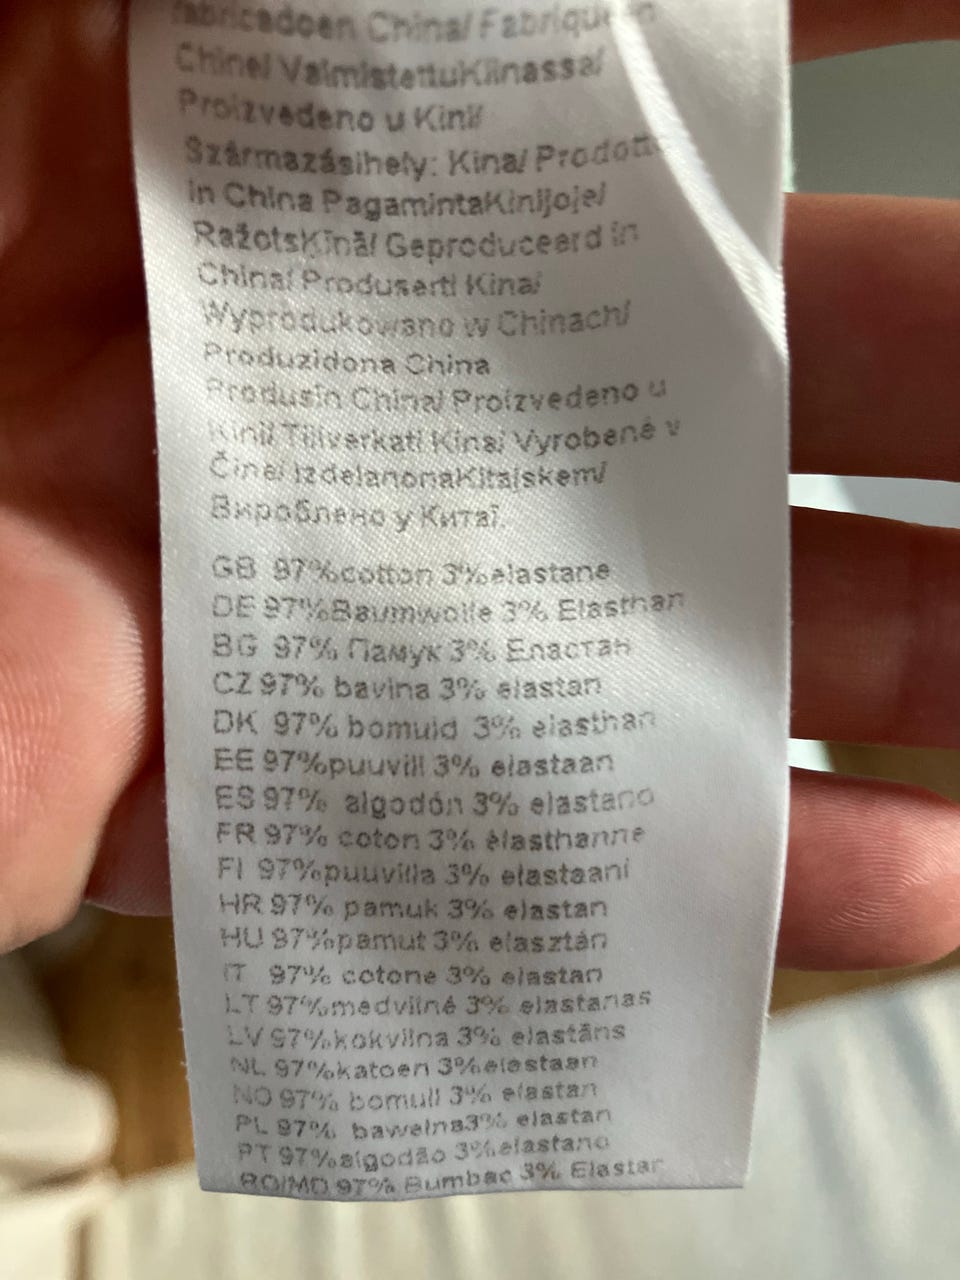 fabricadoen China/ Fabriqué en
Chine/ ValmistettuKiinassa/
Proizvedeno u Kini/
Származásihely: Kína/ Prodotto
in China PagamintaKinijoje/
RažotsĶīnā/ Geproduceerd in
China/ Produsert i Kina/
Wyprodukowano w Chinach/
Produzidona China
Produsîn China/ Proizvedeno u
Kini/ Tillverkat i Kina/ Vyrobené v
Číne/ IzdelanonaKitajskem/
Вироблено у Китаї.
GB 97%cotton 3%elastane
DE 97%Baumwolle 3% Elasthan
BG 97% Памук 3% Еластан
CZ 97% bavlna 3% elastan
DK 97% bomuld 3% elasthan
EE 97%puuvill 3% elastaan
ES 97% algodón 3% elastano
FR 97% coton 3% élasthanne
FI 97%puuvilla 3% elastaani
HR 97% pamuk 3% elastan
HU 97%pamut 3% elasztán
IT 97% cotone 3% elastan
LT 97%medvilnė 3% elastanas
LV 97%kokvilna 3% elastāns
NL 97%katoen 3%elastaan
NO 97% bomull 3% elastan
PL 97% bawełna3% elastan
PT 97%algodão 3%elastano
RO/MD 97% Bumbac 3% Elastan